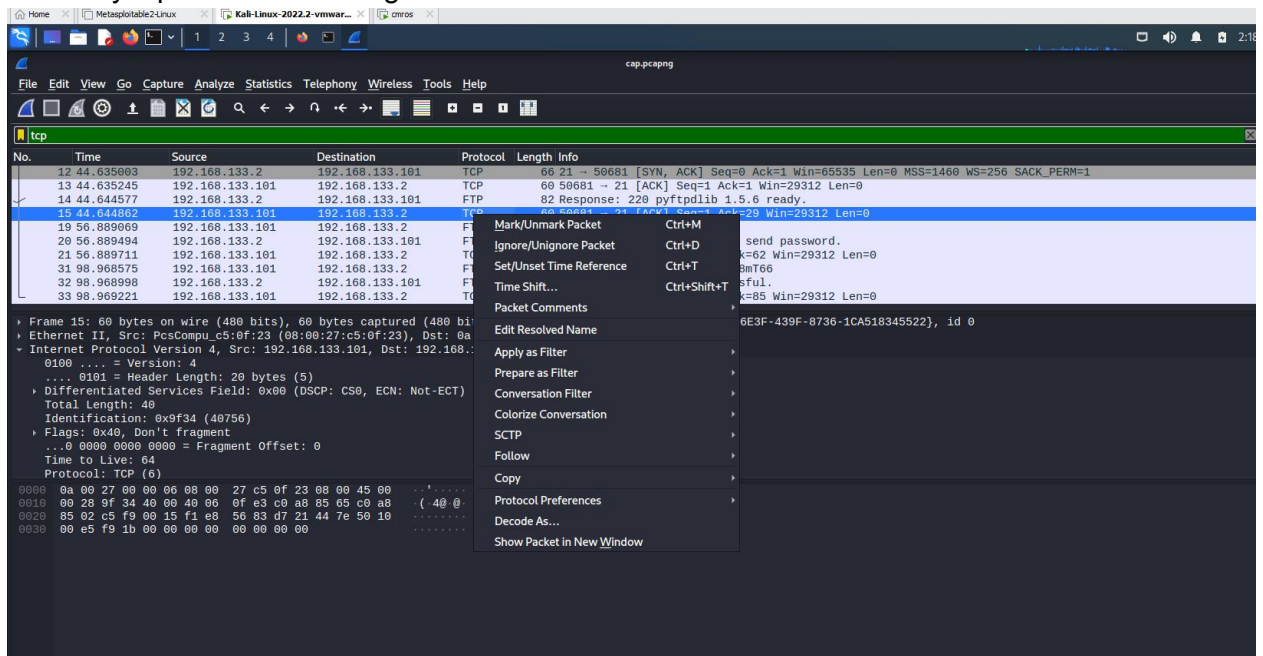 Home Metasploitable2-Linux Kali-Linux-2022.2-vmwar... cmros
1 2 3 4 2:18
cap.pcapng
File Edit View Go Capture Analyze Statistics Telephony Wireless Tools Help
tcp
No. Time Source Destination Protocol Length Info
12 44.635003 192.168.133.2 192.168.133.101 TCP 66 21 → 50681 [SYN, ACK] Seq=0 Ack=1 Win=65535 Len=0 MSS=1460 WS=256 SACK_PERM=1
13 44.635245 192.168.133.101 192.168.133.2 TCP 60 50681 → 21 [ACK] Seq=1 Ack=1 Win=29312 Len=0
14 44.644577 192.168.133.2 192.168.133.101 FTP 82 Response: 220 pyftpdlib 1.5.6 ready.
15 44.644862 192.168.133.101 192.168.133.2 TCP 60 50681 → 21 [ACK] Seq=1 Ack=29 Win=29312 Len=0
19 56.889069 192.168.133.101 192.168.133.2
20 56.889494 192.168.133.2 192.168.133.101 send password.
21 56.889711 192.168.133.101 192.168.133.2 k=62 Win=29312 Len=0
31 98.968575 192.168.133.101 192.168.133.2 BmT66
32 98.968998 192.168.133.2 192.168.133.101 sful.
33 98.969221 192.168.133.101 192.168.133.2 k=85 Win=29312 Len=0
Mark/Unmark Packet Ctrl+M
Ignore/Unignore Packet Ctrl+D
Set/Unset Time Reference Ctrl+T
Time Shift... Ctrl+Shift+T
Packet Comments
Edit Resolved Name
Apply as Filter
Prepare as Filter
Conversation Filter
Colorize Conversation
SCTP
Follow
Copy
Protocol Preferences
Decode As...
Show Packet in New Window
Frame 15: 60 bytes on wire (480 bits), 60 bytes captured (480 bi 6E3F-439F-8736-1CA518345522}, id 0
Ethernet II, Src: PcsCompu_c5:0f:23 (08:00:27:c5:0f:23), Dst: 0a
Internet Protocol Version 4, Src: 192.168.133.101, Dst: 192.168.
0100 .... = Version: 4
.... 0101 = Header Length: 20 bytes (5)
Differentiated Services Field: 0x00 (DSCP: CS0, ECN: Not-ECT)
Total Length: 40
Identification: 0x9f34 (40756)
Flags: 0x40, Don't fragment
...0 0000 0000 0000 = Fragment Offset: 0
Time to Live: 64
Protocol: TCP (6)
0000 0a 00 27 00 00 06 08 00 27 c5 0f 23 08 00 45 00 ..'.....
0010 00 28 9f 34 40 00 40 06 0f e3 c0 a8 85 65 c0 a8 .(.4@.@.
0020 85 02 c5 f9 00 15 f1 e8 56 83 d7 21 44 7e 50 10 ........
0030 00 e5 f9 1b 00 00 00 00 00 00 00 00 ........